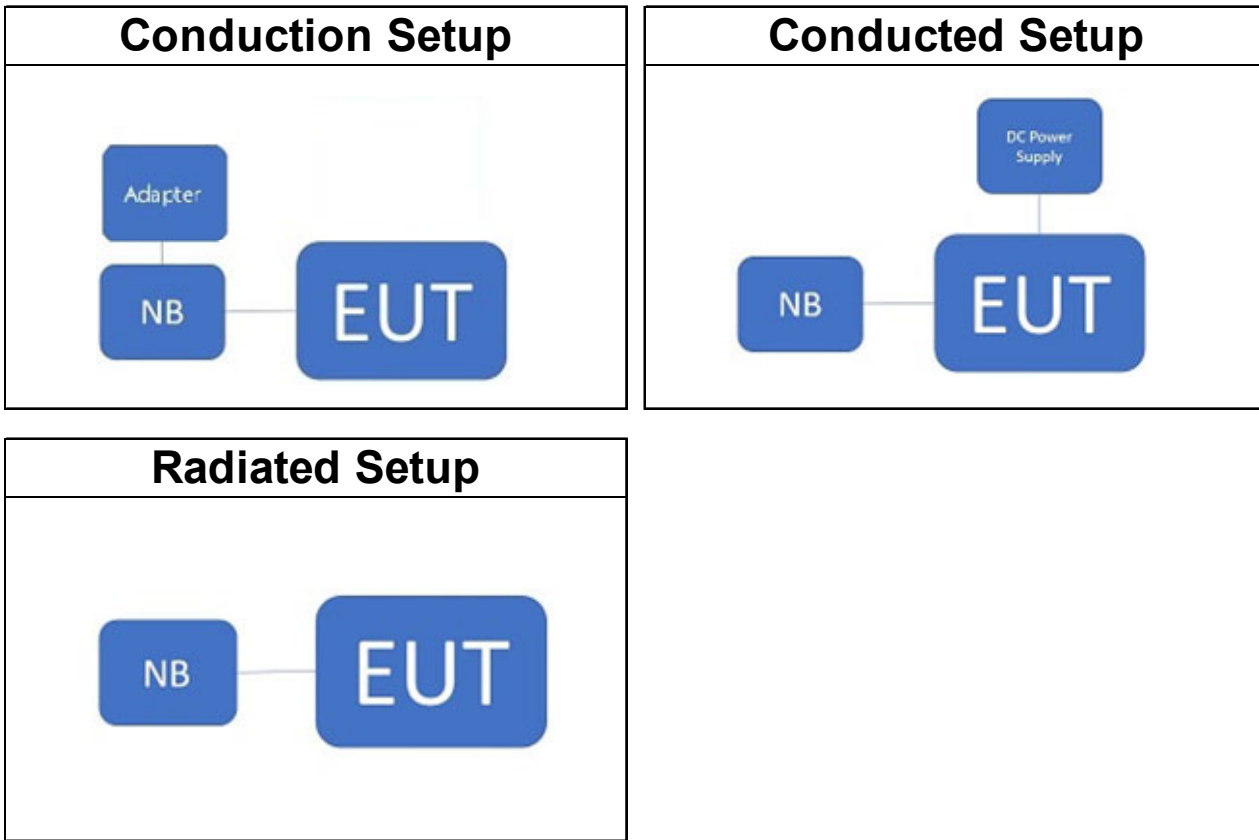 Conduction Setup
Adapter
NB
EUT
Conducted Setup
DC Power
Supply
NB
EUT
Radiated Setup
NB
EUT